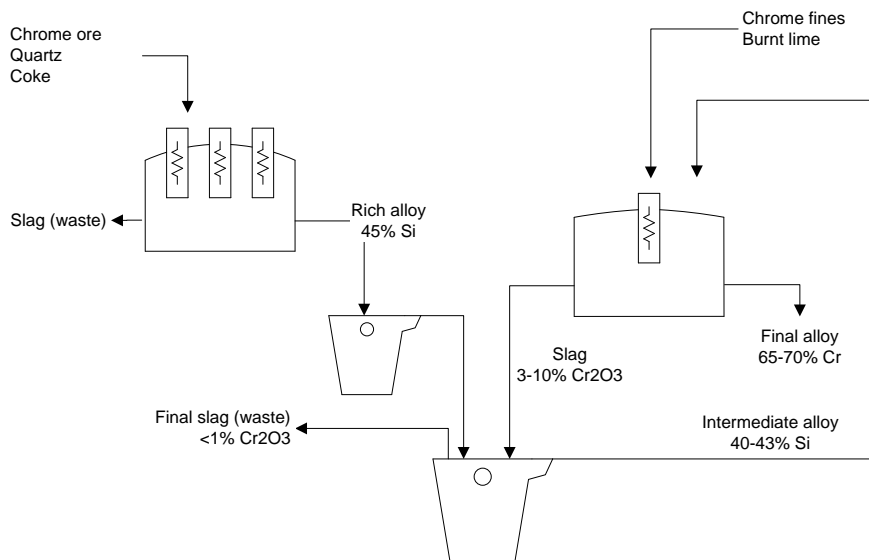 Chrome ore
Quartz
Coke
Chrome fines
Burnt lime
Slag (waste)
Rich alloy
45% Si
Slag
3-10% Cr2O3
Final alloy
65-70% Cr
Final slag (waste)
<1% Cr2O3
Intermediate alloy
40-43% Si